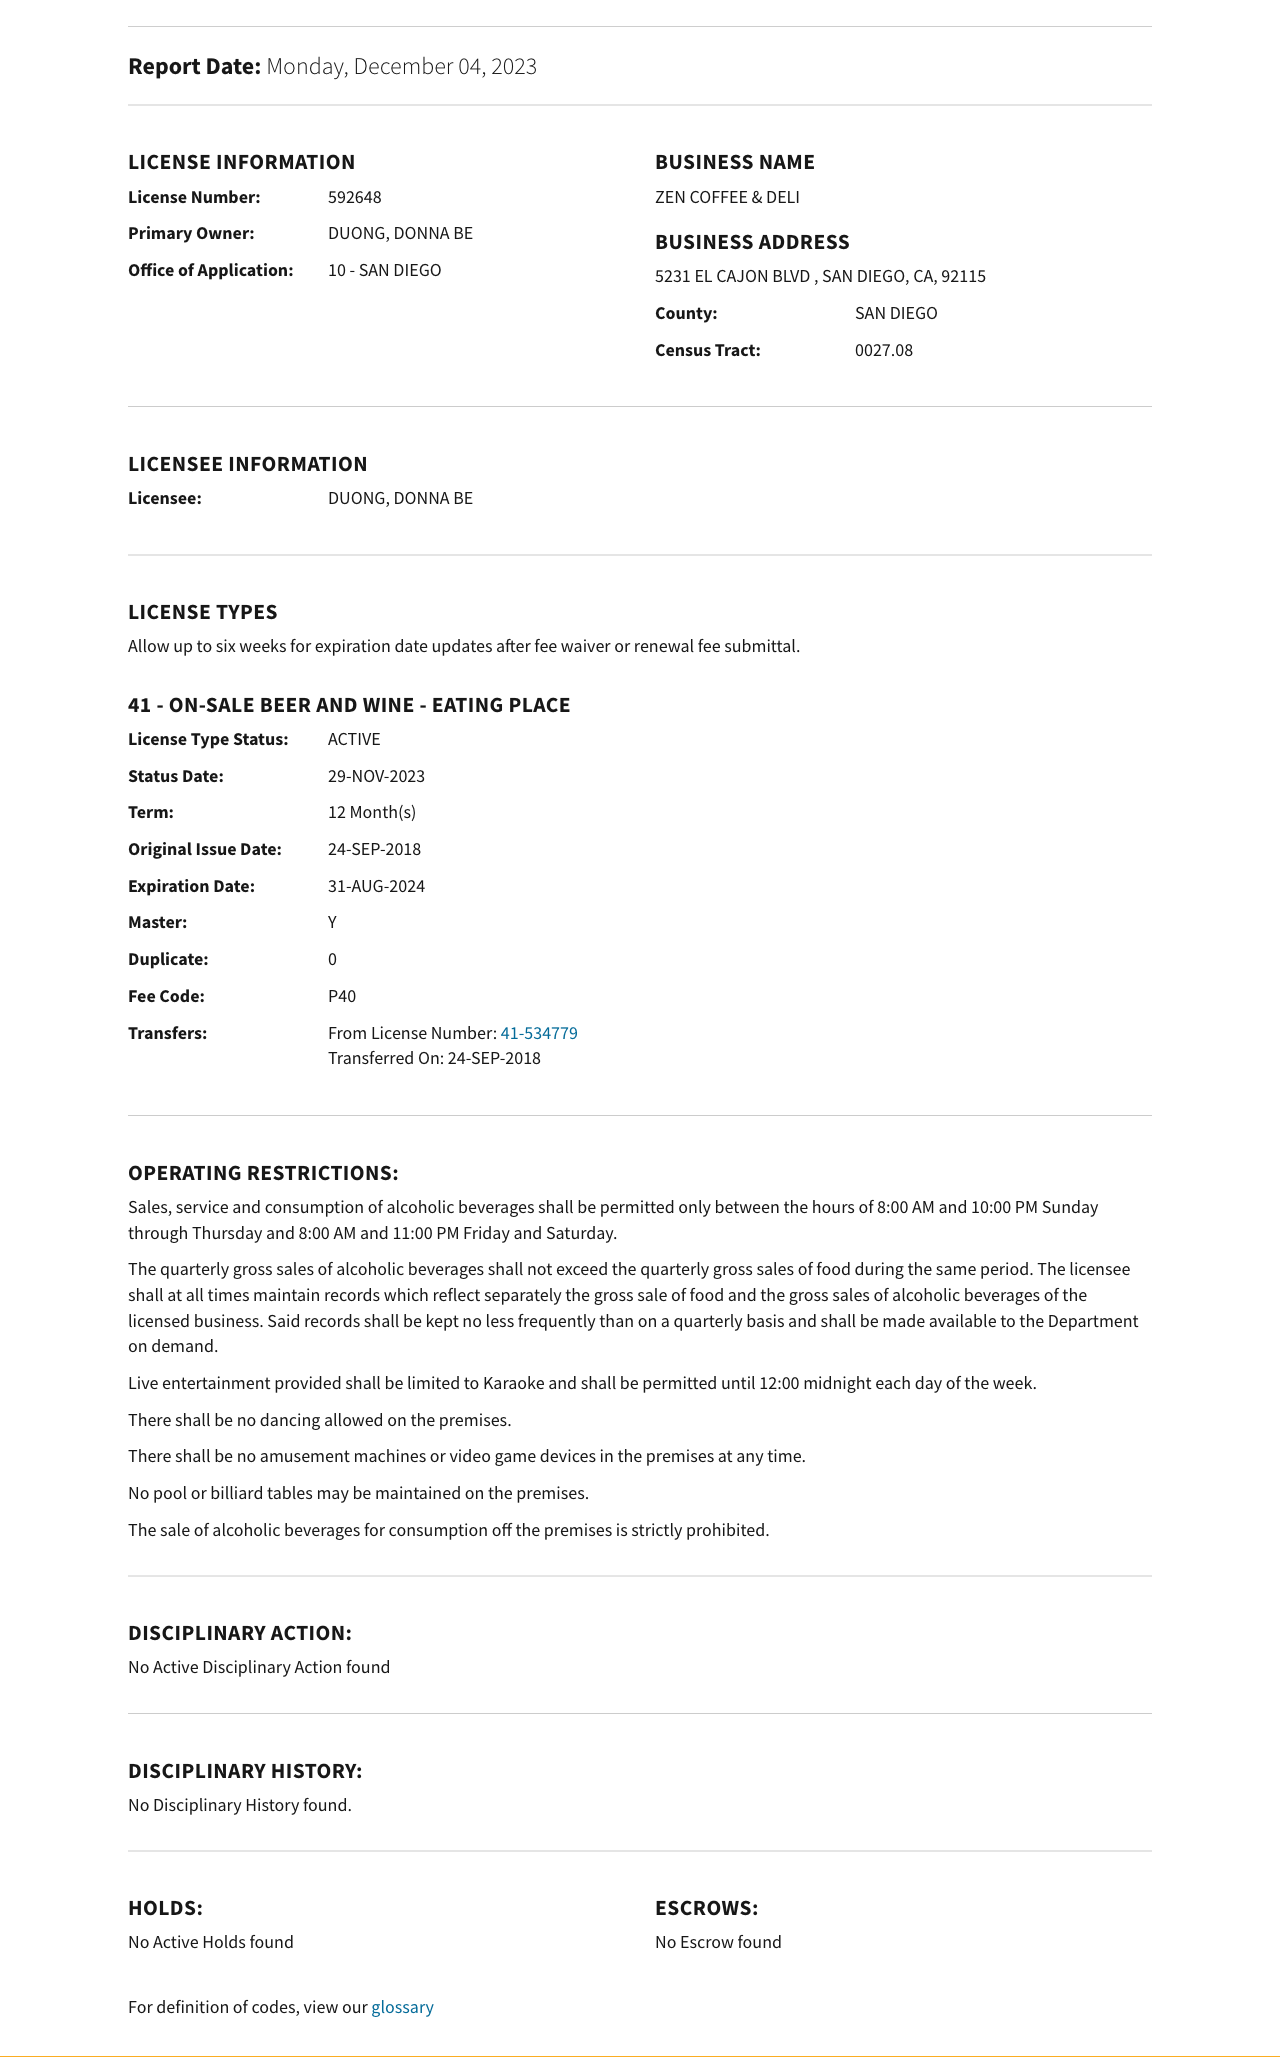 Report Date: Monday, December 04, 2023
LICENSE INFORMATION
License Number: 592648
Primary Owner: DUONG, DONNA BE
Office of Application: 10 - SAN DIEGO
BUSINESS NAME
ZEN COFFEE & DELI
BUSINESS ADDRESS
5231 EL CAJON BLVD , SAN DIEGO, CA, 92115
County: SAN DIEGO
Census Tract: 0027.08
LICENSEE INFORMATION
Licensee: DUONG, DONNA BE
LICENSE TYPES
Allow up to six weeks for expiration date updates after fee waiver or renewal fee submittal.
41 - ON-SALE BEER AND WINE - EATING PLACE
License Type Status: ACTIVE
Status Date: 29-NOV-2023
Term: 12 Month(s)
Original Issue Date: 24-SEP-2018
Expiration Date: 31-AUG-2024
Master: Y
Duplicate: 0
Fee Code: P40
Transfers: From License Number: 41-534779
Transferred On: 24-SEP-2018
OPERATING RESTRICTIONS:
Sales, service and consumption of alcoholic beverages shall be permitted only between the hours of 8:00 AM and 10:00 PM Sunday
through Thursday and 8:00 AM and 11:00 PM Friday and Saturday.
The quarterly gross sales of alcoholic beverages shall not exceed the quarterly gross sales of food during the same period. The licensee
shall at all times maintain records which reflect separately the gross sale of food and the gross sales of alcoholic beverages of the
licensed business. Said records shall be kept no less frequently than on a quarterly basis and shall be made available to the Department
on demand.
Live entertainment provided shall be limited to Karaoke and shall be permitted until 12:00 midnight each day of the week.
There shall be no dancing allowed on the premises.
There shall be no amusement machines or video game devices in the premises at any time.
No pool or billiard tables may be maintained on the premises.
The sale of alcoholic beverages for consumption off the premises is strictly prohibited.
DISCIPLINARY ACTION:
No Active Disciplinary Action found
DISCIPLINARY HISTORY:
No Disciplinary History found.
HOLDS:
No Active Holds found
ESCROWS:
No Escrow found
For definition of codes, view our glossary